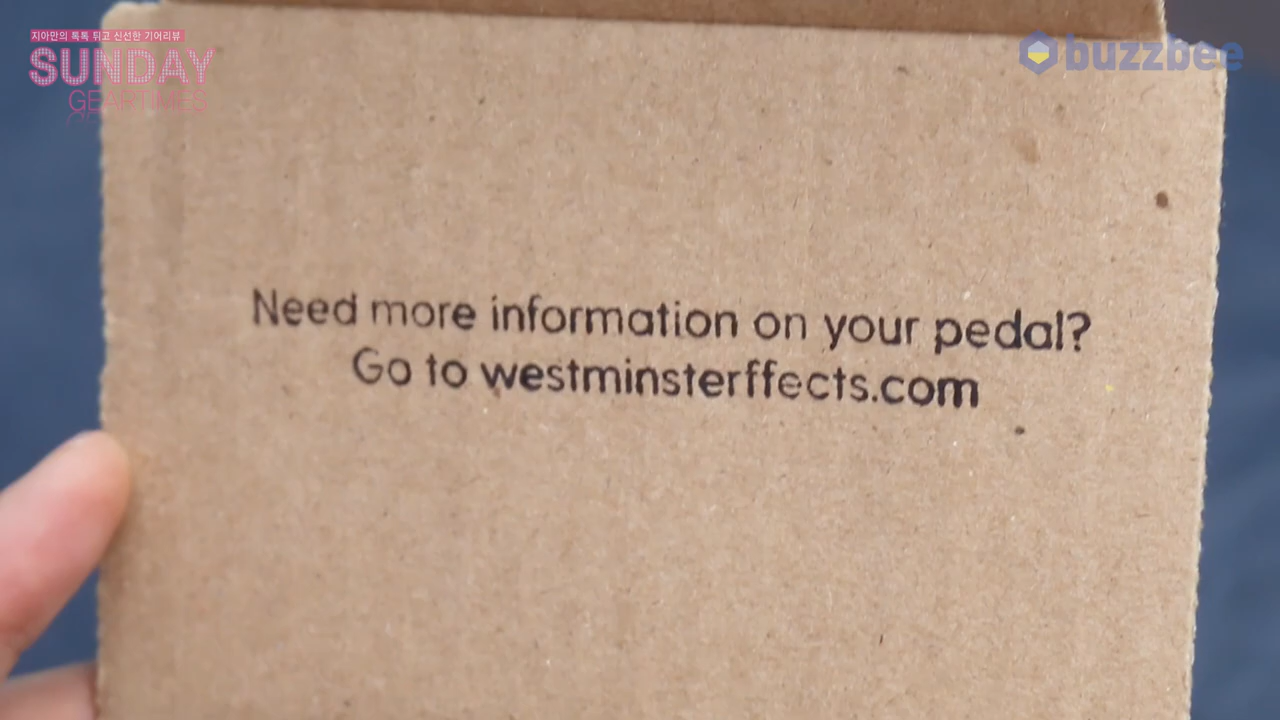 지아만의 톡톡 튀고 신선한 기어리뷰
SUNDAY
GEARTIMES
buzzbee
Need more information on your pedal?
Go to westminsterffects.com